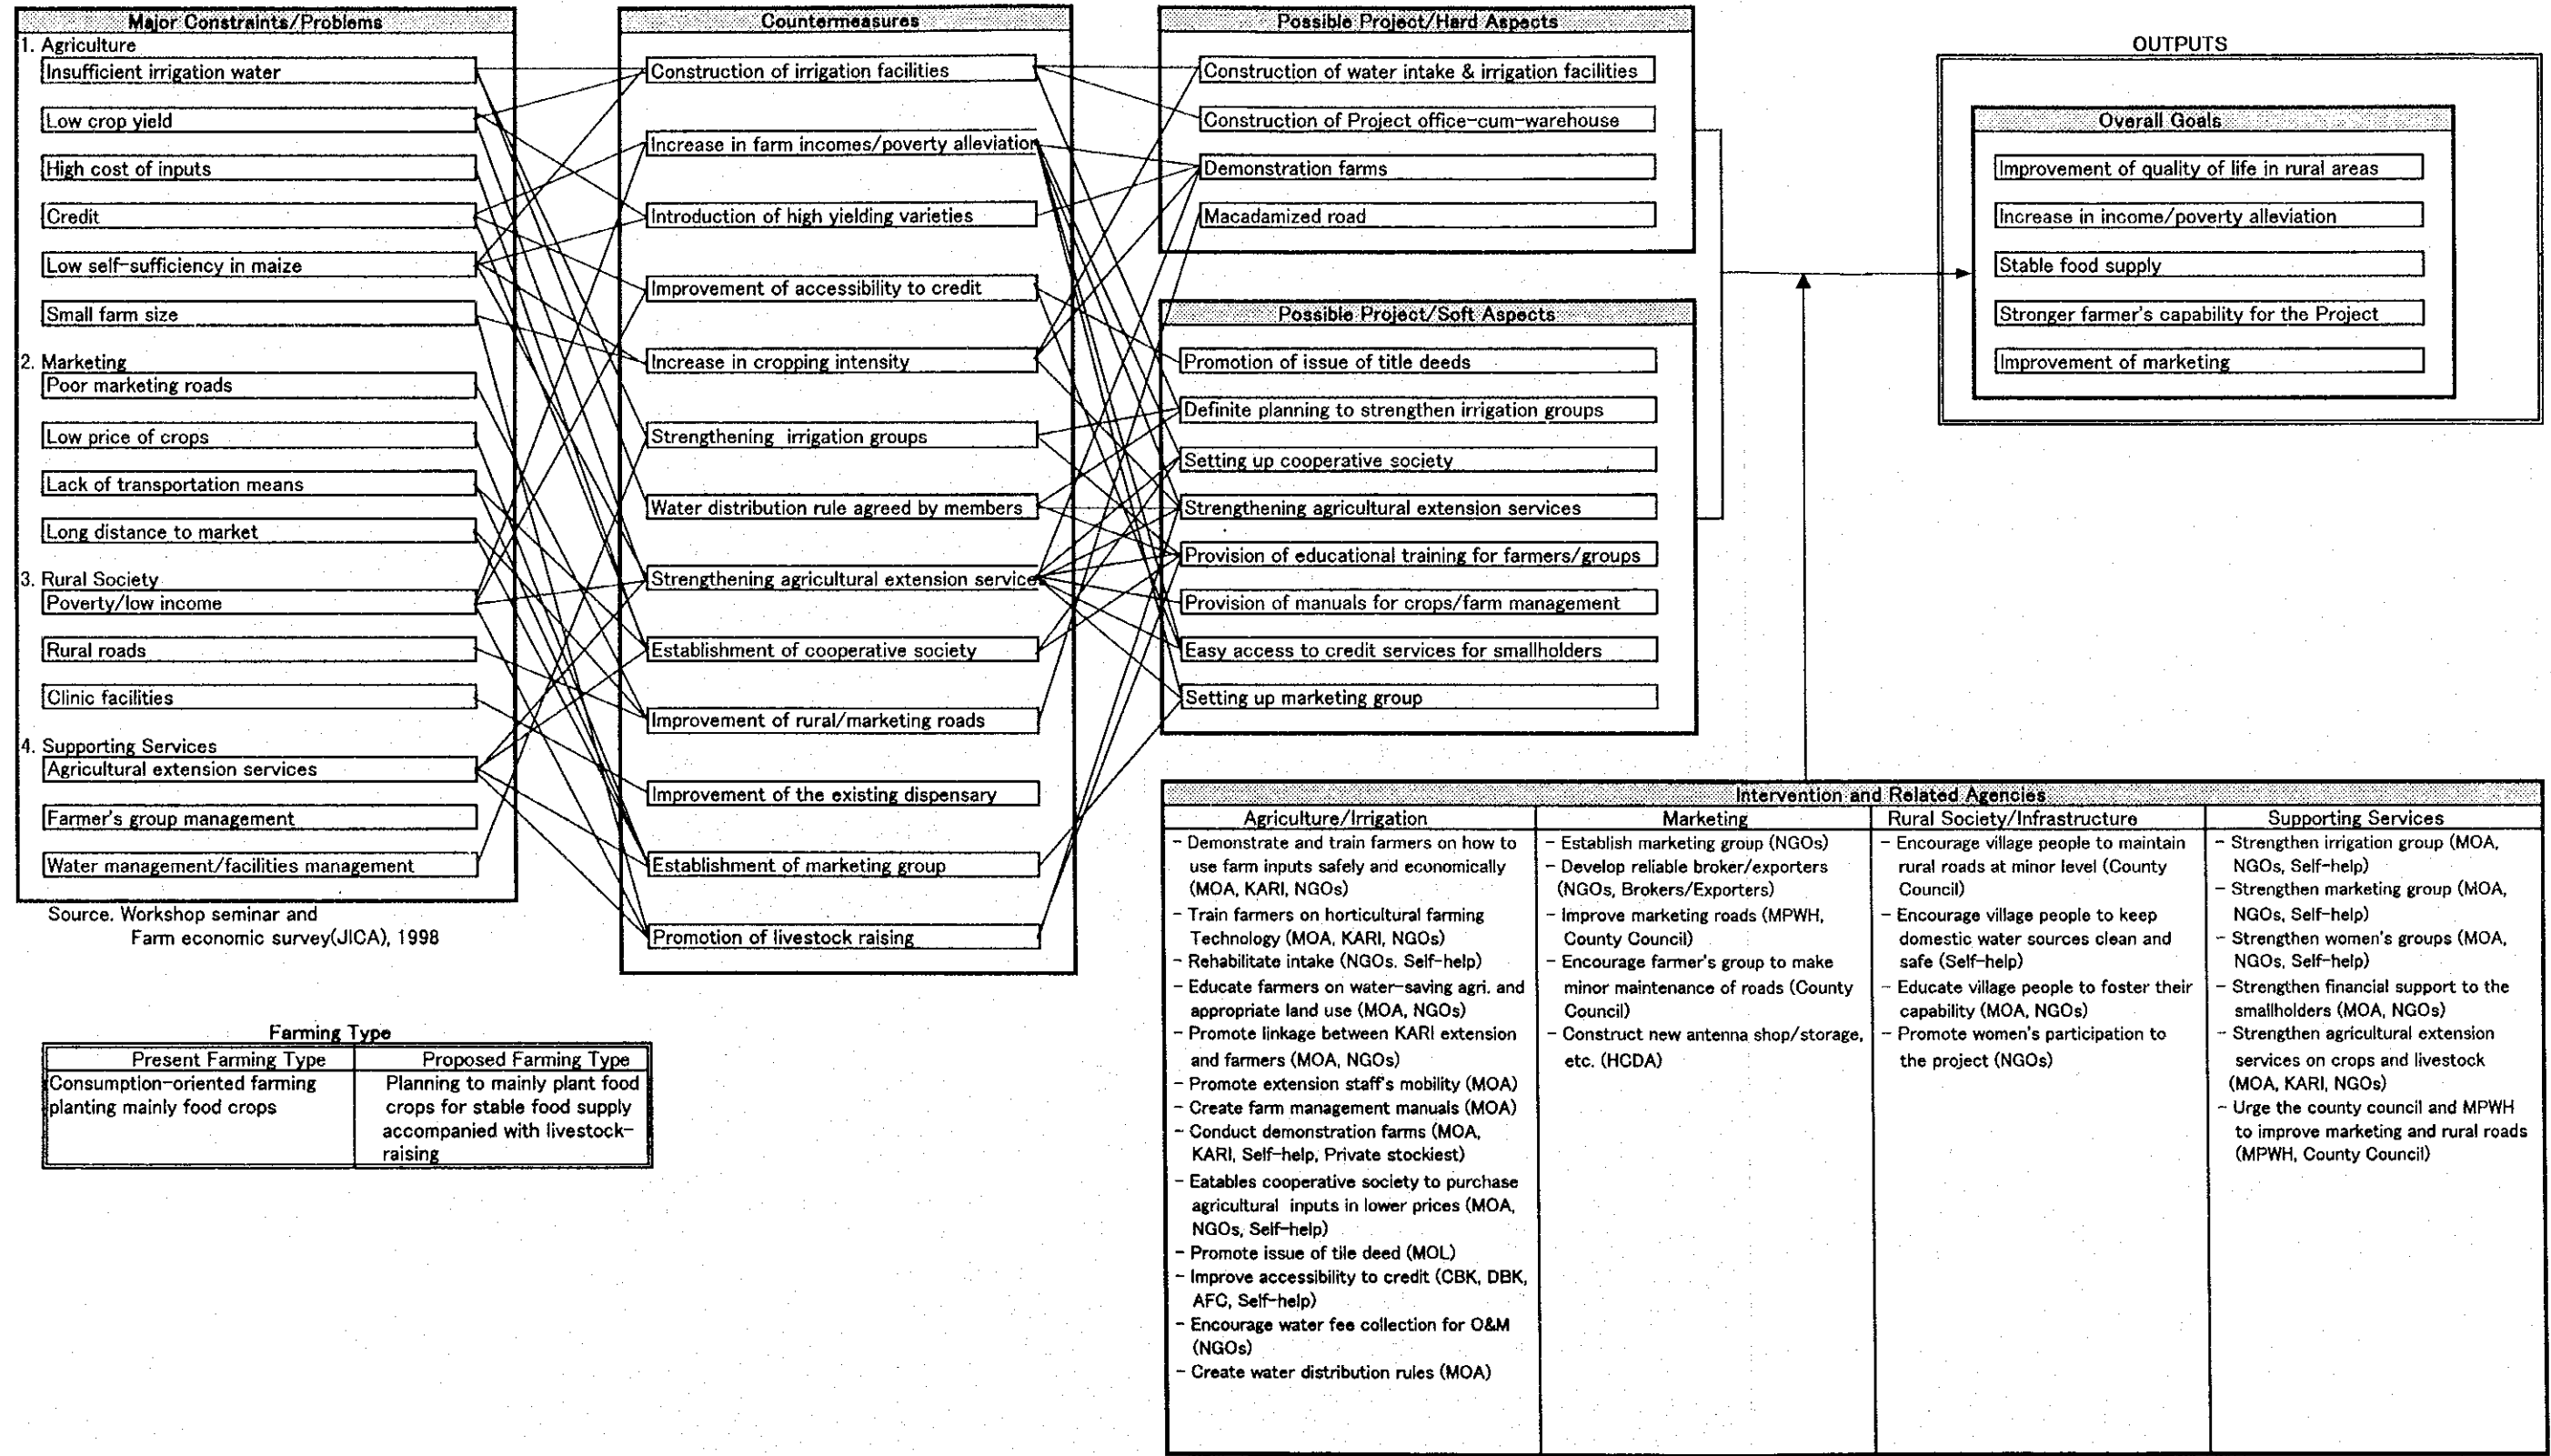 Major Constraints/Problems
1. Agriculture
Insufficient irrigation water
Low crop yield
High cost of inputs
Credit
Low self-sufficiency in maize
Small farm size
2. Marketing
Poor marketing roads
Low price of crops
Lack of transportation means
Long distance to market
3. Rural Society
Poverty/low income
Rural roads
Clinic facilities
4. Supporting Services
Agricultural extension services
Farmer's group management
Water management/facilities management
Source. Workshop seminar and
Farm economic survey(JICA), 1998
Countermeasures
Construction of irrigation facilities
Increase in farm incomes/poverty alleviation
Introduction of high yielding varieties
Improvement of accessibility to credit
Increase in cropping intensity
Strengthening irrigation groups
Water distribution rule agreed by members
Strengthening agricultural extension services
Establishment of cooperative society
Improvement of rural/marketing roads
Improvement of the existing dispensary
Establishment of marketing group
Promotion of livestock raising
Possible Project/Hard Aspects
Construction of water intake & irrigation facilities
Construction of Project office-cum-warehouse
Demonstration farms
Macadamized road
Possible Project/Soft Aspects
Promotion of issue of title deeds
Definite planning to strengthen irrigation groups
Setting up cooperative society
Strengthening agricultural extension services
Provision of educational training for farmers/groups
Provision of manuals for crops/farm management
Easy access to credit services for smallholders
Setting up marketing group
OUTPUTS
Overall Goals
Improvement of quality of life in rural areas
Increase in income/poverty alleviation
Stable food supply
Stronger farmer's capability for the Project
Improvement of marketing
Farming Type
Present Farming Type
Consumption-oriented farming
planting mainly food crops
Proposed Farming Type
Planning to mainly plant food
crops for stable food supply
accompanied with livestock-
raising
Intervention and Related Agencies
Agriculture/Irrigation
- Demonstrate and train farmers on how to
use farm inputs safely and economically
(MOA, KARI, NGOs)
- Train farmers on horticultural farming
Technology (MOA, KARI, NGOs)
- Rehabilitate intake (NGOs. Self-help)
- Educate farmers on water-saving agri. and
appropriate land use (MOA, NGOs)
- Promote linkage between KARI extension
and farmers (MOA, NGOs)
- Promote extension staff's mobility (MOA)
- Create farm management manuals (MOA)
- Conduct demonstration farms (MOA,
KARI, Self-help, Private stockiest)
- Eatables cooperative society to purchase
agricultural inputs in lower prices (MOA,
NGOs, Self-help)
- Promote issue of tile deed (MOL)
- Improve accessibility to credit (CBK, DBK,
AFC, Self-help)
- Encourage water fee collection for O&M
(NGOs)
- Create water distribution rules (MOA)
Marketing
- Establish marketing group (NGOs)
- Develop reliable broker/exporters
(NGOs, Brokers/Exporters)
- Improve marketing roads (MPWH,
County Council)
- Encourage farmer's group to make
minor maintenance of roads (County
Council)
- Construct new antenna shop/storage,
etc. (HCDA)
Rural Society/Infrastructure
- Encourage village people to maintain
rural roads at minor level (County
Council)
- Encourage village people to keep
domestic water sources clean and
safe (Self-help)
- Educate village people to foster their
capability (MOA, NGOs)
- Promote women's participation to
the project (NGOs)
Supporting Services
- Strengthen irrigation group (MOA,
NGOs, Self-help)
- Strengthen marketing group (MOA,
NGOs, Self-help)
- Strengthen women's groups (MOA,
NGOs, Self-help)
- Strengthen financial support to the
smallholders (MOA, NGOs)
- Strengthen agricultural extension
services on crops and livestock
(MOA, KARI, NGOs)
- Urge the county council and MPWH
to improve marketing and rural roads
(MPWH, County Council)